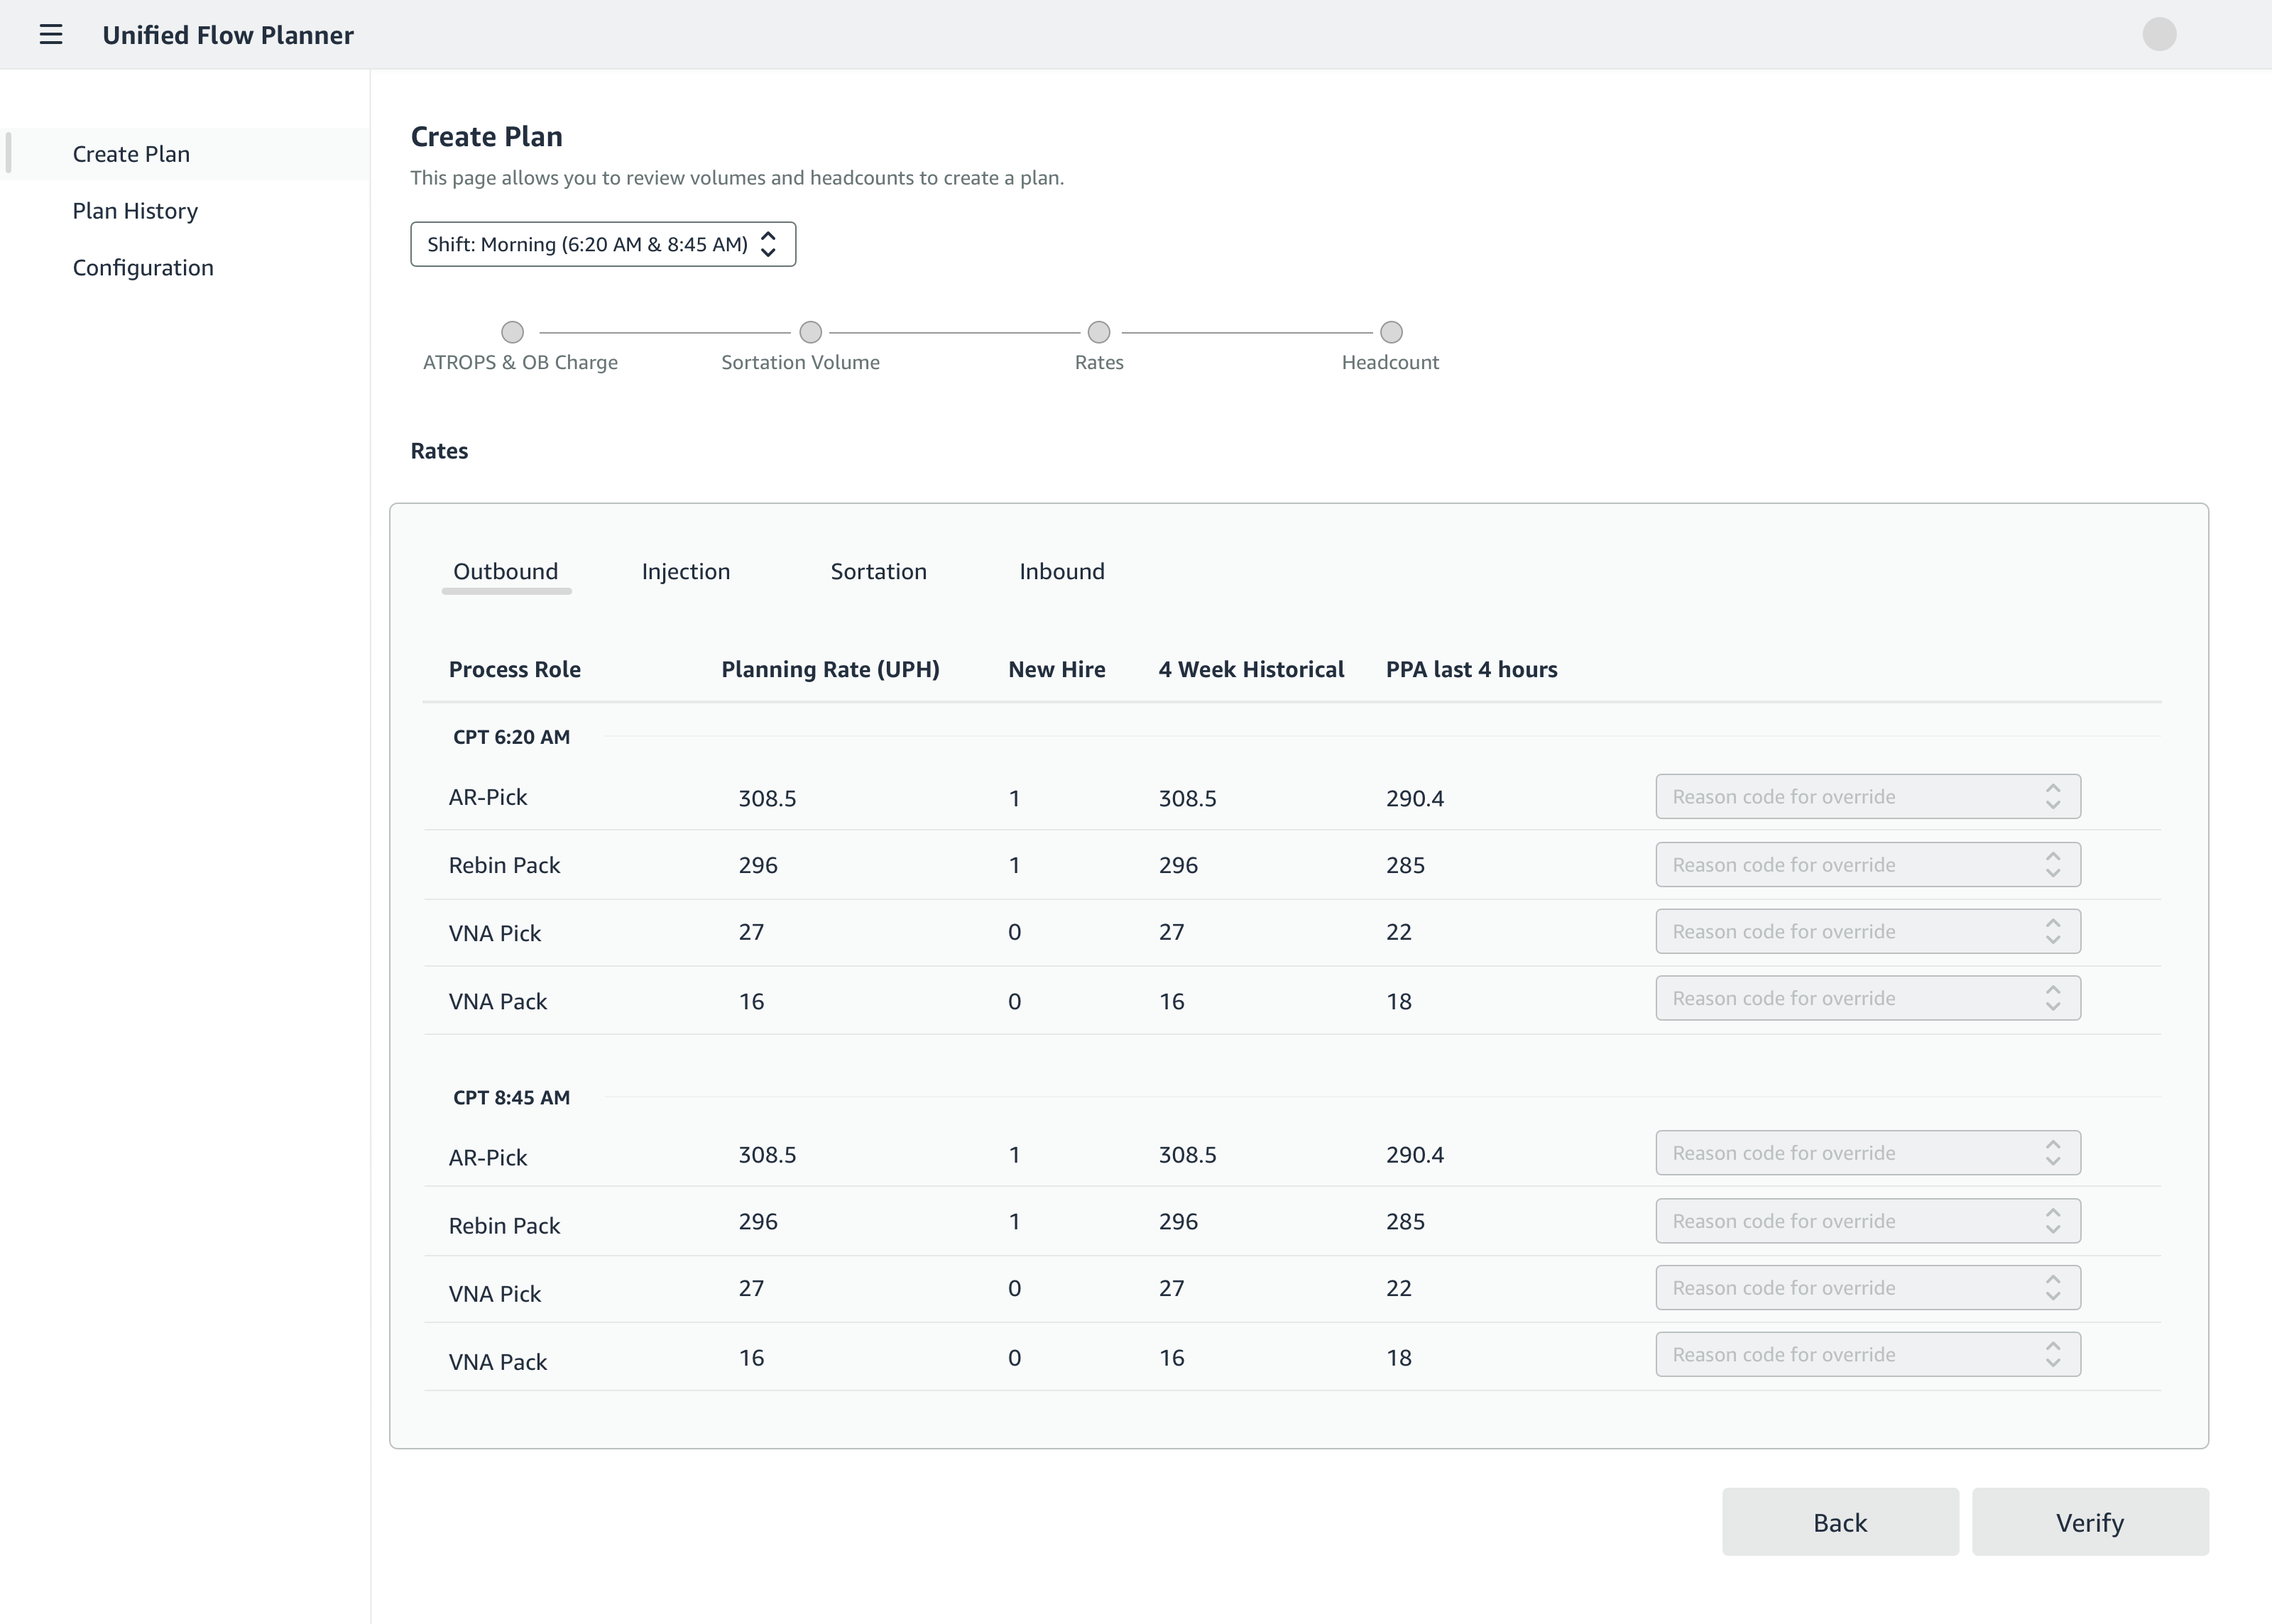 Unified Flow Planner
Create Plan
Plan History
Configuration
Create Plan
This page allows you to review volumes and headcounts to create a plan.
Shift: Morning (6:20 AM & 8:45 AM)
ATROPS & OB Charge Sortation Volume Rates Headcount
Rates
Outbound Injection Sortation Inbound
Process Role Planning Rate (UPH) New Hire 4 Week Historical PPA last 4 hours
CPT 6:20 AM
AR-Pick 308.5 1 308.5 290.4 Reason code for override
Rebin Pack 296 1 296 285 Reason code for override
VNA Pick 27 0 27 22 Reason code for override
VNA Pack 16 0 16 18 Reason code for override
CPT 8:45 AM
AR-Pick 308.5 1 308.5 290.4 Reason code for override
Rebin Pack 296 1 296 285 Reason code for override
VNA Pick 27 0 27 22 Reason code for override
VNA Pack 16 0 16 18 Reason code for override
Back Verify